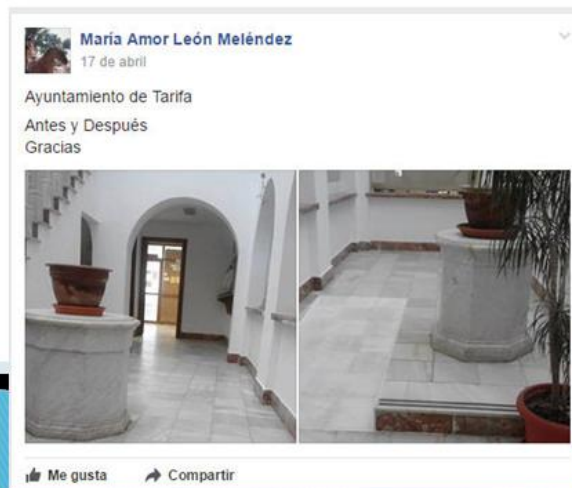 María Amor León Meléndez
17 de abril
Ayuntamiento de Tarifa
Antes y Después
Gracias
Me gusta
Compartir